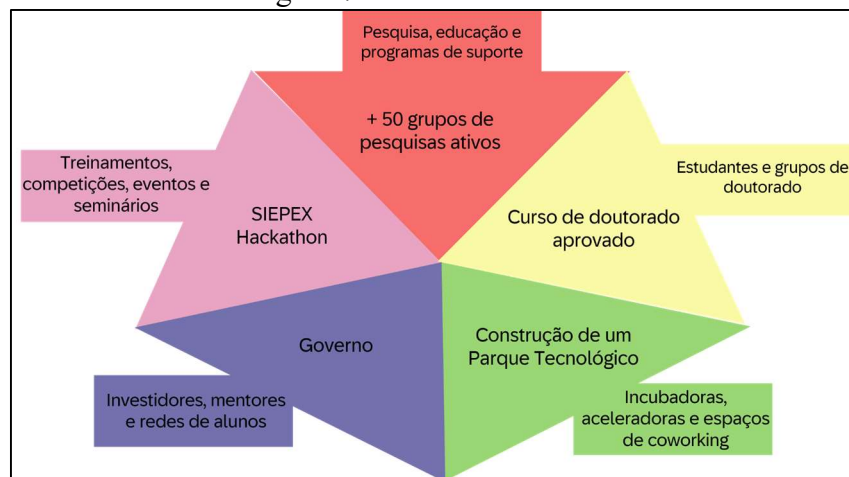 Pesquisa, educação e
programas de suporte
+ 50 grupos de
pesquisas ativos
Treinamentos,
competições, eventos e
seminários
SIEPEX
Hackathon
Estudantes e grupos de
doutorado
Curso de doutorado
aprovado
Governo
Construção de um
Parque Tecnológico
Investidores, mentores
e redes de alunos
Incubadoras,
aceleradoras e espaços
de coworking